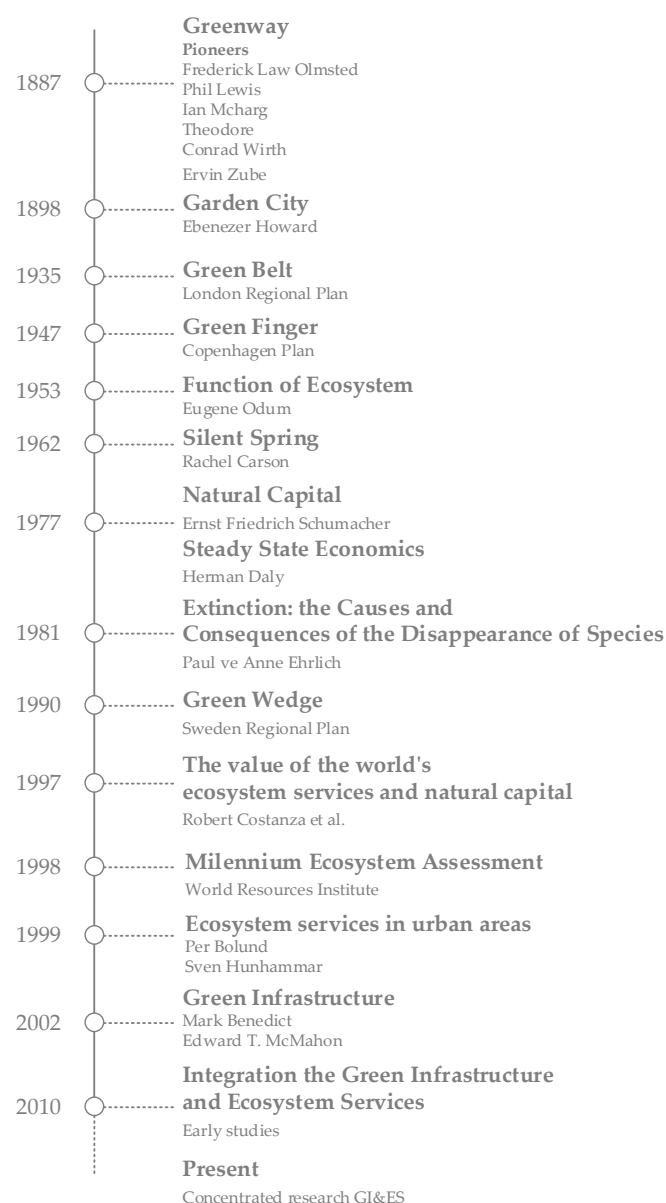 Greenway
Pioneers
1887
Frederick Law Olmsted
Phil Lewis
Ian Mcharg
Theodore
Conrad Wirth
Ervin Zube
1898
Garden City
Ebenezer Howard
1935
Green Belt
London Regional Plan
1947
Green Finger
Copenhagen Plan
1953
Function of Ecosystem
Eugene Odum
1962
Silent Spring
Rachel Carson
Natural Capital
1977
Ernst Friedrich Schumacher
Steady State Economics
Herman Daly
Extinction: the Causes and
1981
Consequences of the Disappearance of Species
Paul ve Anne Ehrlich
1990
Green Wedge
Sweden Regional Plan
The value of the world's
1997
ecosystem services and natural capital
Robert Costanza et al.
1998
Milennium Ecosystem Assessment
World Resources Institute
1999
Ecosystem services in urban areas
Per Bolund
Sven Hunhammar
Green Infrastructure
2002
Mark Benedict
Edward T. McMahon
Integration the Green Infrastructure
2010
and Ecosystem Services
Early studies
Present
Concentrated research GI&ES